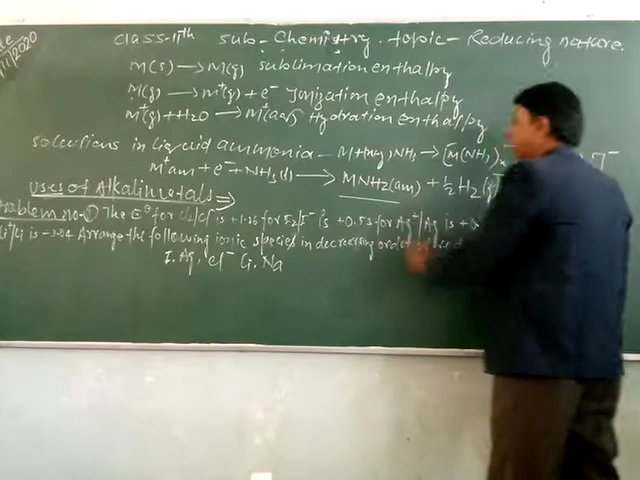 Class-11th Sub- Chemistry. topic- Reducing nature.
/2020
M(s) → M(g) sublimation enthalpy
M(g) → M+(g) + e- Ionization enthalpy
M+(g) + H2O → M+(aq) Hydration enthalpy
solutions in liquid ammonia - M+(x+y)NH3 → [M(NH3)x
M+am + e- + NH3(l) → MNH2(am) + 1/2 H2(g)
Uses of Alkali metals ⇒
Problem no-① The E⊖ for Cl2/Cl- is +1.36 for I2/I- is +0.53 for Ag+/Ag is +
Li+/Li is -3.04 Arrange the following ionic species in decreasing order of
I. Ag. Cl- Li. Na